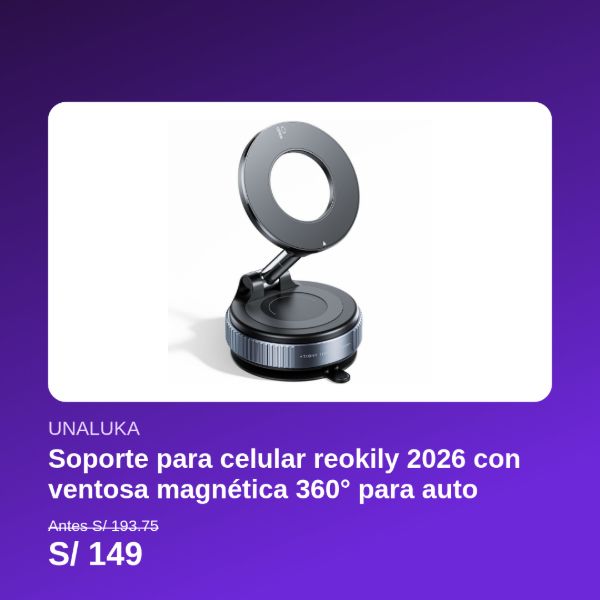 UNALUKA
Soporte para celular reokily 2026 con
ventosa magnética 360° para auto
Antes S/ 193.75
S/ 149